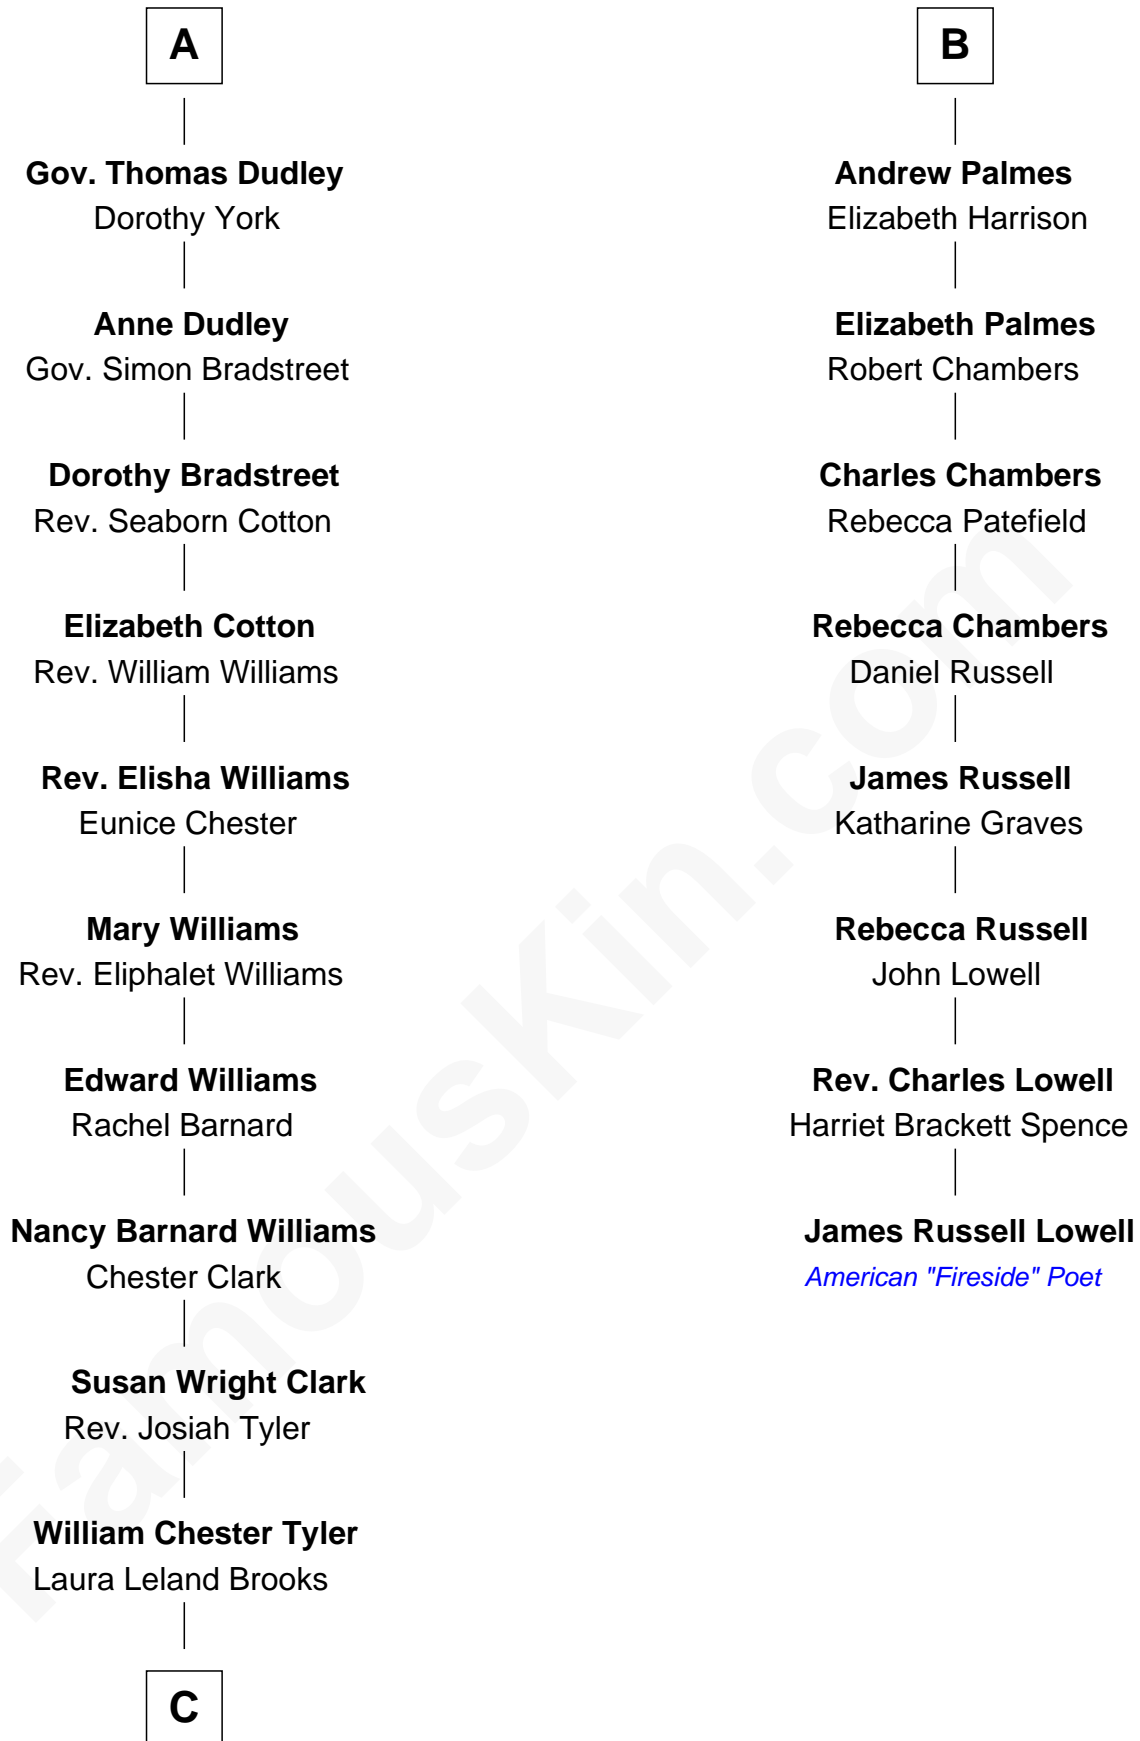 A
Gov. Thomas Dudley
Dorothy York
Anne Dudley
Gov. Simon Bradstreet
Dorothy Bradstreet
Rev. Seaborn Cotton
Elizabeth Cotton
Rev. William Williams
Rev. Elisha Williams
Eunice Chester
Mary Williams
Rev. Eliphalet Williams
Edward Williams
Rachel Barnard
Nancy Barnard Williams
Chester Clark
Susan Wright Clark
Rev. Josiah Tyler
William Chester Tyler
Laura Leland Brooks
C
B
Andrew Palmes
Elizabeth Harrison
Elizabeth Palmes
Robert Chambers
Charles Chambers
Rebecca Patefield
Rebecca Chambers
Daniel Russell
James Russell
Katharine Graves
Rebecca Russell
John Lowell
Rev. Charles Lowell
Harriet Brackett Spence
James Russell Lowell
American "Fireside" Poet
FamousKin.com